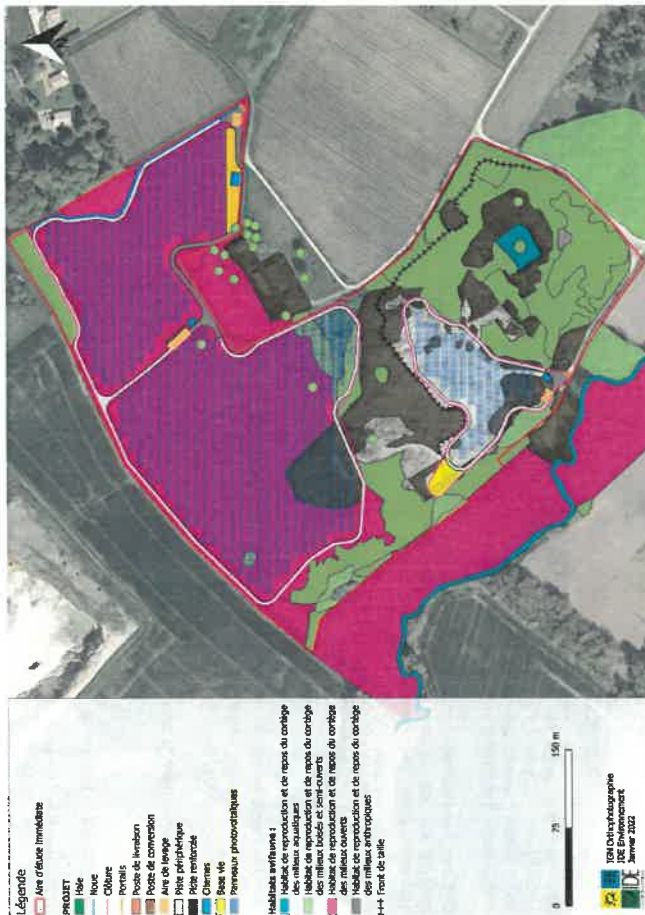 Légende
Aire d'étude immédiate
PROJET
Haie
Noue
Clôture
Portails
Poste de livraison
Poste de conversion
Aire de levage
Piste périphérique
Piste renforcée
Citernes
Base vie
Panneaux photovoltaïques
Habitats avifaune :
Habitat de reproduction et de repos du cortège
des milieux aquatiques
Habitat de reproduction et de repos du cortège
des milieux boisés et semi-ouverts
Habitat de reproduction et de repos du cortège
des milieux ouverts
Habitat de reproduction et de repos du cortège
des milieux anthropiques
Front de taille
0 75 150 m
IGN Orthophotographie
IDE Environnement
Janvier 2022
IDE